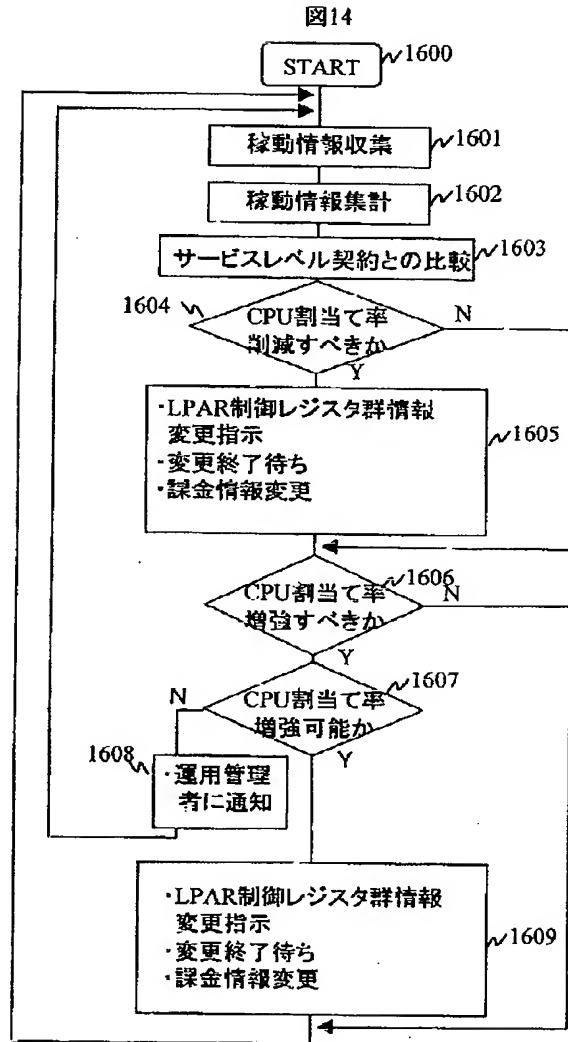 図14
START
1600
稼動情報収集
1601
稼動情報集計
1602
サービスレベル契約との比較
1603
1604
CPU割当て率
削減すべきか
N
Y
・LPAR制御レジスタ群情報
変更指示
・変更終了待ち
・課金情報変更
1605
CPU割当て率
増強すべきか
1606
N
Y
CPU割当て率
増強可能か
1607
N
Y
1608
・運用管理
者に通知
・LPAR制御レジスタ群情報
変更指示
・変更終了待ち
・課金情報変更
1609